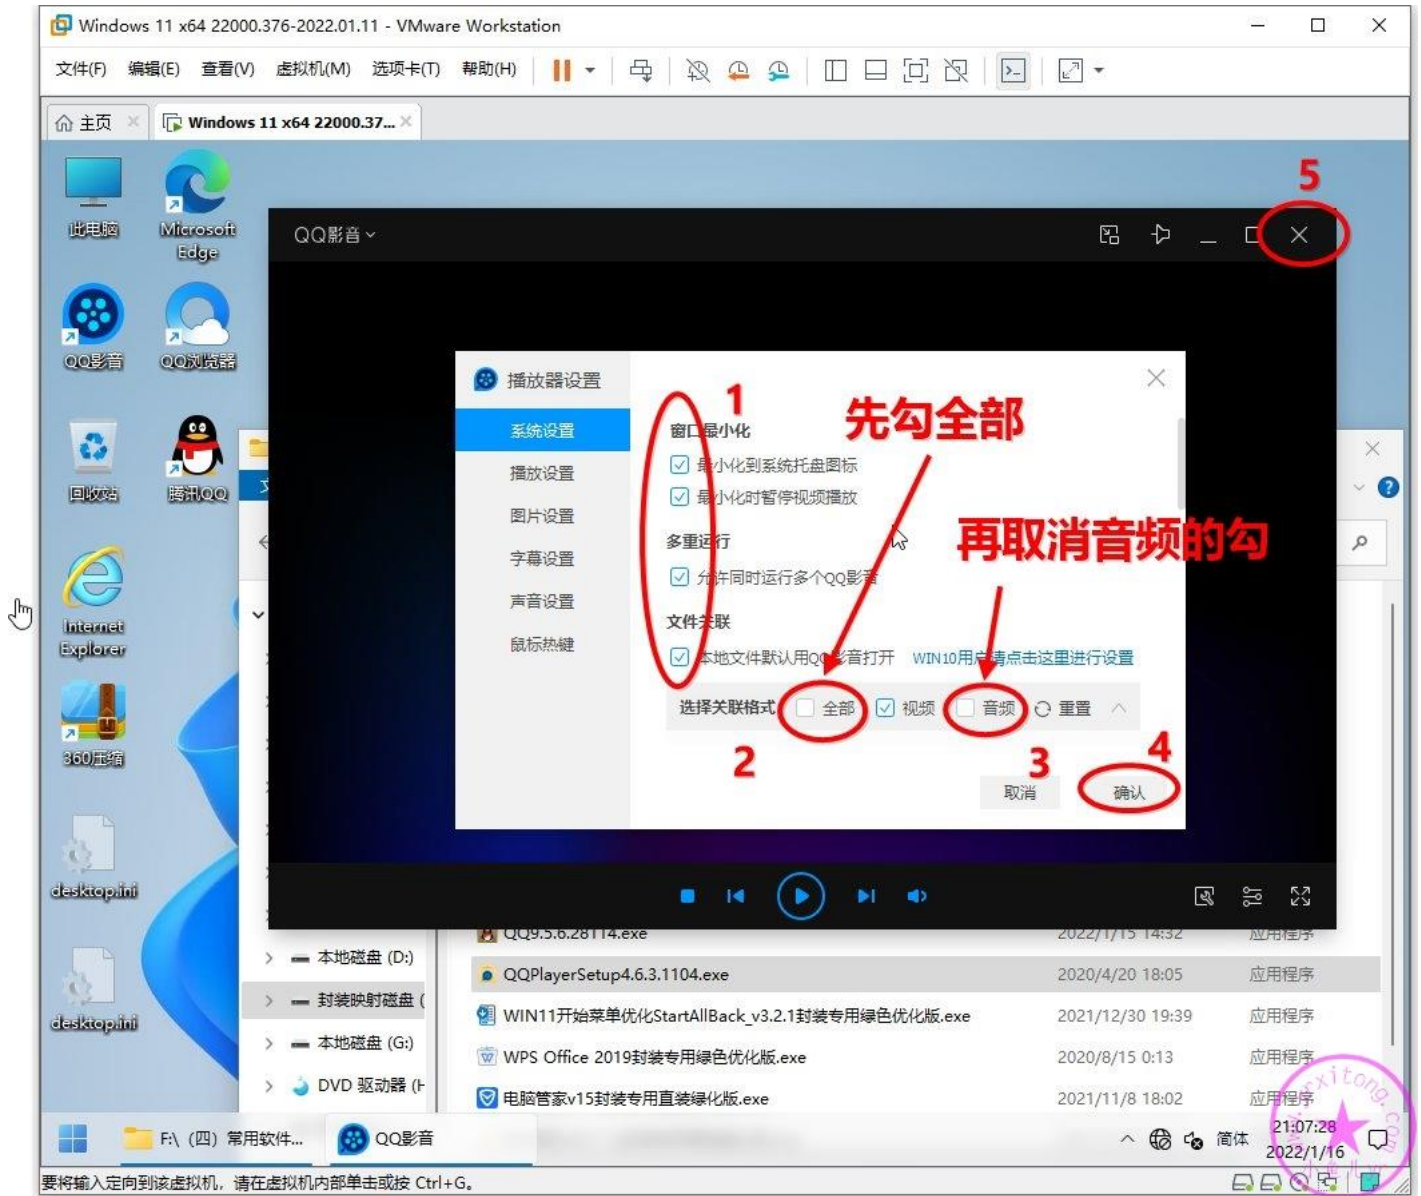 Windows 11 x64 22000.376-2022.01.11 - VMware Workstation
文件(F) 编辑(E) 查看(V) 虚拟机(M) 选项卡(T) 帮助(H)
主页 Windows 11 x64 22000.37...
5
此电脑 Microsoft Edge
QQ影音
QQ影音 QQ浏览器
播放器设置
1
先勾全部
系统设置
播放设置
图片设置
字幕设置
声音设置
鼠标热键
窗口最小化
最小化到系统托盘图标
最小化时暂停视频播放
再取消音频的勾
多重运行
允许同时运行多个QQ影音
文件关联
本地文件默认用QQ影音打开 WIN10用户请点击这里进行设置
选择关联格式 全部 视频 音频 重置
2
3
4
取消 确认
回收站 腾讯QQ
文
Internet Explorer
360压缩
desktop.ini
desktop.ini
QQ9.5.6.28114.exe 2022/1/15 14:32 应用程序
本地磁盘 (D:)
QQPlayerSetup4.6.3.1104.exe 2020/4/20 18:05 应用程序
封装映射磁盘 (
WIN11开始菜单优化StartAllBack_v3.2.1封装专用绿色优化版.exe 2021/12/30 19:39 应用程序
本地磁盘 (G:)
WPS Office 2019封装专用绿色优化版.exe 2020/8/15 0:13 应用程序
DVD 驱动器 (H
电脑管家v15封装专用直装绿化版.exe 2021/11/8 18:02 应用程序
F:\ (四) 常用软件... QQ影音
简体 21:07:28
2022/1/16
要将输入定向到该虚拟机，请在虚拟机内部单击或按 Ctrl+G。